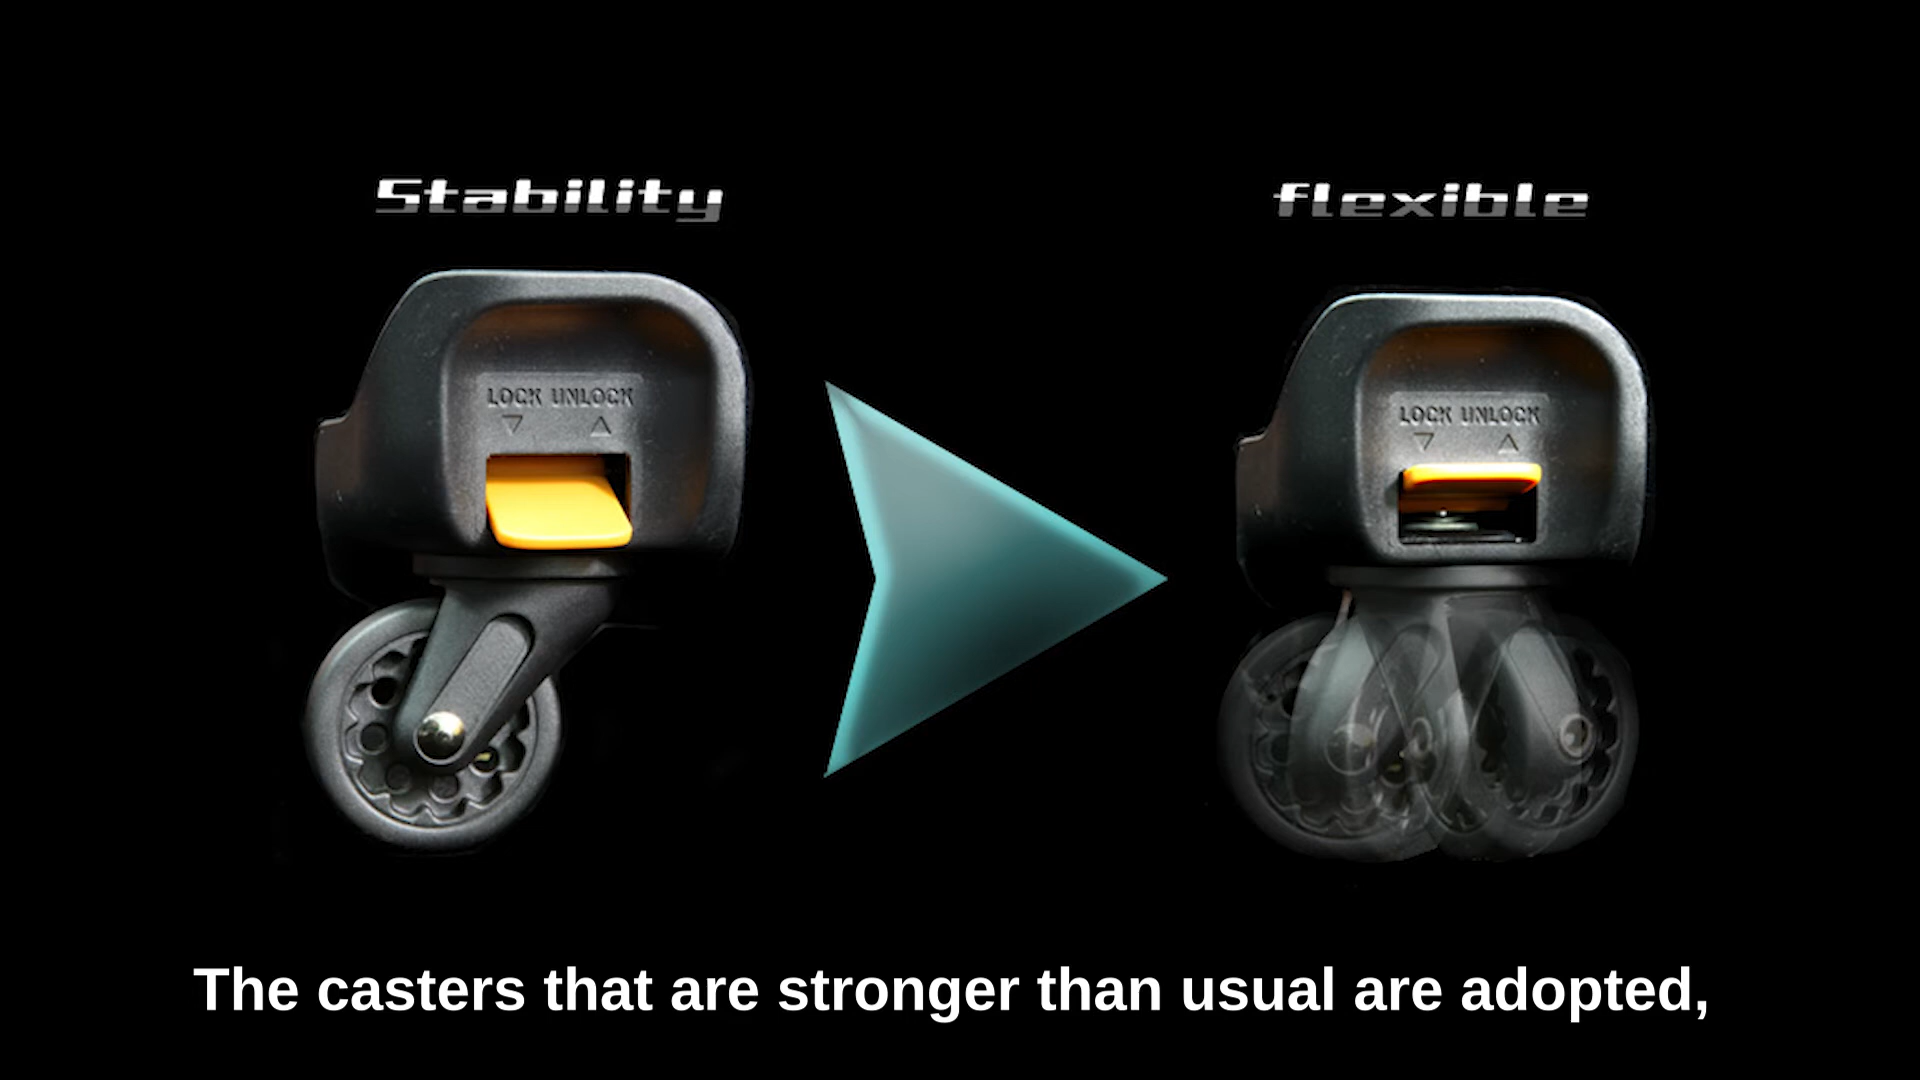 Stability
flexible
LOCK UNLOCK
LOCK UNLOCK
The casters that are stronger than usual are adopted,